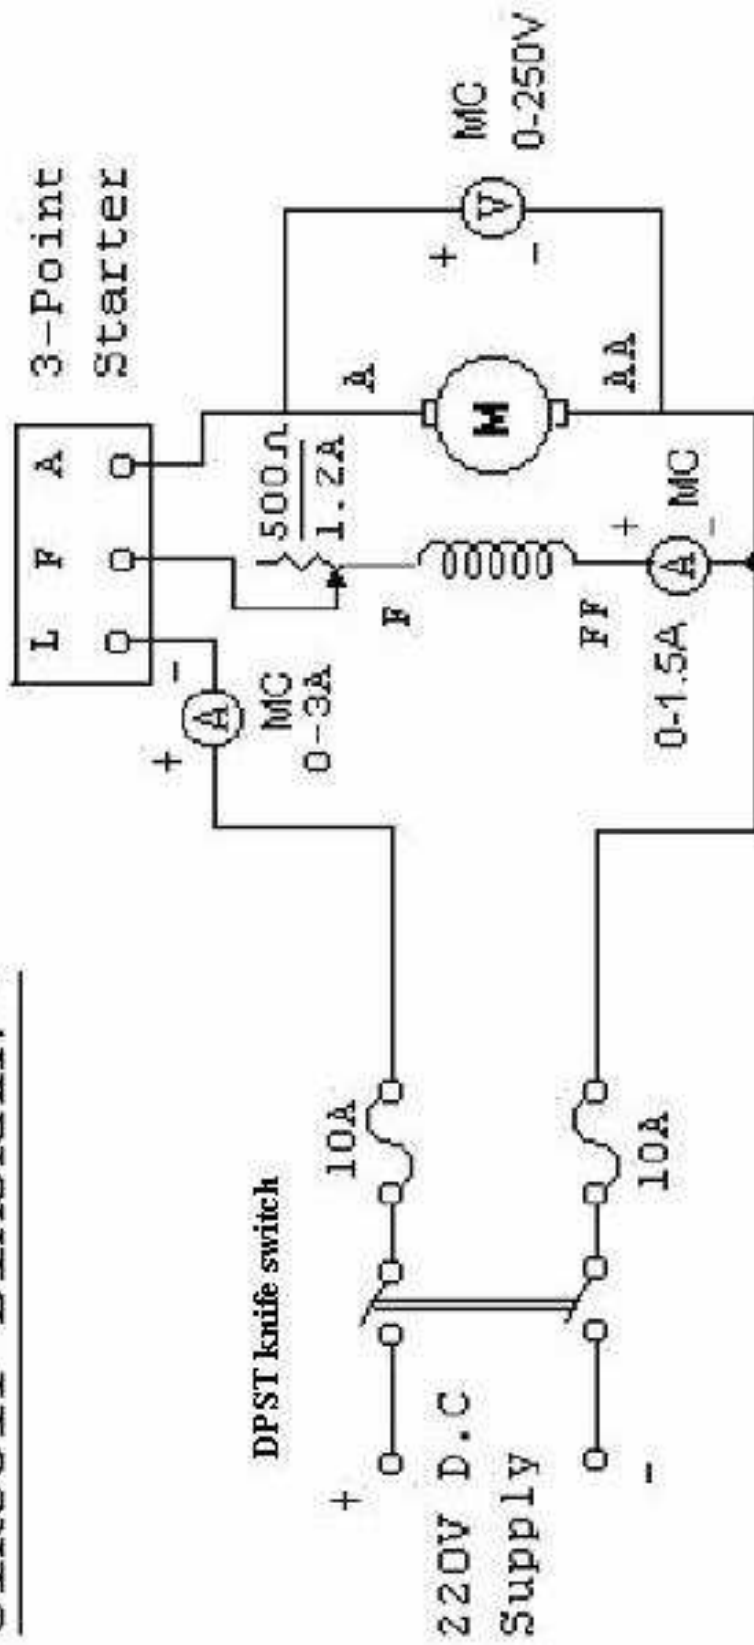 3-Point
Starter
L F A
+ -
A
MC
0-3A
500Ω
1.2A
DPST knife switch
10A
+
220V D.C
Supply
-
10A
F
FF
A
M
AA
+
V
-
MC
0-250V
+
A
-
MC
0-1.5A